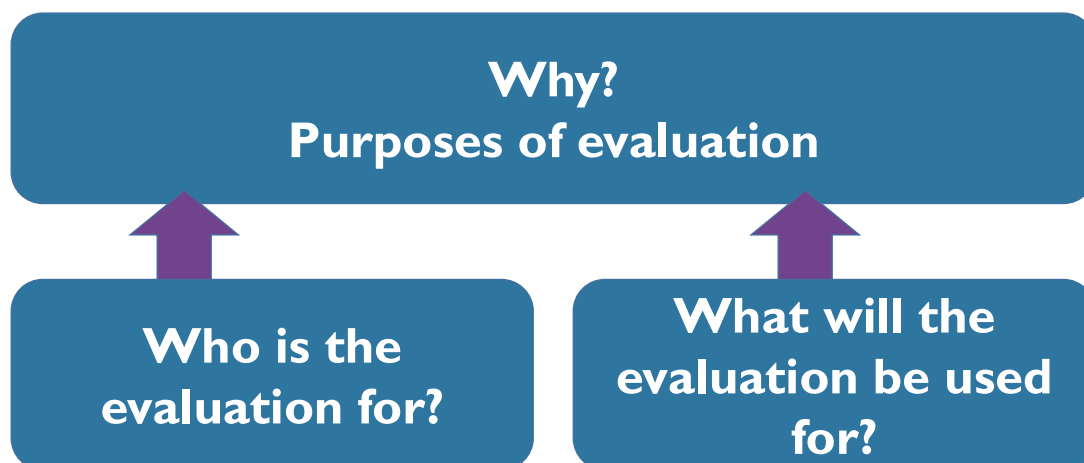 Why?
Purposes of evaluation
Who is the
evaluation for?
What will the
evaluation be used
for?